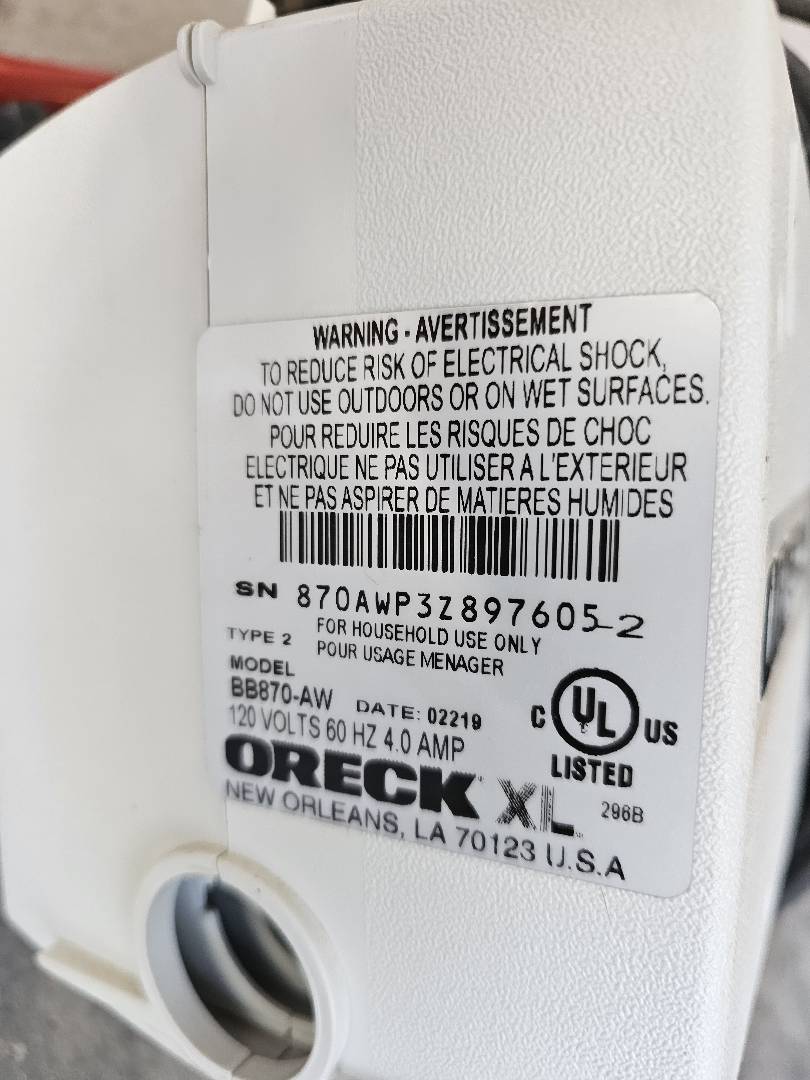 WARNING - AVERTISSEMENT
TO REDUCE RISK OF ELECTRICAL SHOCK,
DO NOT USE OUTDOORS OR ON WET SURFACES.
POUR REDUIRE LES RISQUES DE CHOC
ELECTRIQUE NE PAS UTILISER A L'EXTERIEUR
ET NE PAS ASPIRER DE MATIERES HUMIDES
SN 870AWP3Z897605-2
TYPE 2 FOR HOUSEHOLD USE ONLY
POUR USAGE MENAGER
MODEL
BB870-AW DATE: 02219
120 VOLTS 60 HZ 4.0 AMP
C UL US
LISTED
ORECK XL 296B
NEW ORLEANS, LA 70123 U.S.A